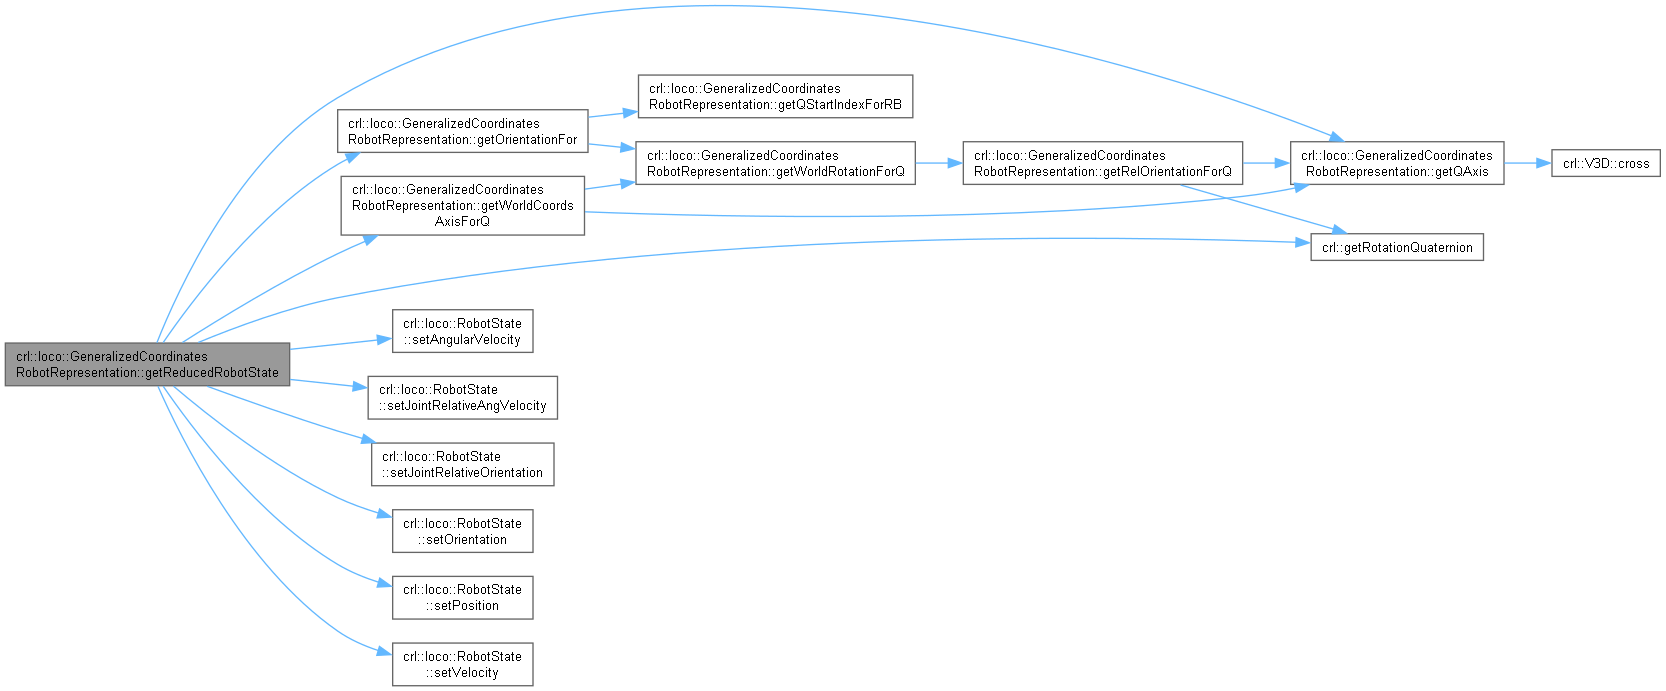 crl::loco::GeneralizedCoordinates
RobotRepresentation::getReducedRobotState
crl::loco::GeneralizedCoordinates
RobotRepresentation::getOrientationFor
crl::loco::GeneralizedCoordinates
RobotRepresentation::getQStartIndexForRB
crl::loco::GeneralizedCoordinates
RobotRepresentation::getWorldRotationForQ
crl::loco::GeneralizedCoordinates
RobotRepresentation::getRelOrientationForQ
crl::loco::GeneralizedCoordinates
RobotRepresentation::getQAxis
crl::V3D::cross
crl::loco::GeneralizedCoordinates
RobotRepresentation::getWorldCoords
AxisForQ
crl::getRotationQuaternion
crl::loco::RobotState
::setAngularVelocity
crl::loco::RobotState
::setJointRelativeAngVelocity
crl::loco::RobotState
::setJointRelativeOrientation
crl::loco::RobotState
::setOrientation
crl::loco::RobotState
::setPosition
crl::loco::RobotState
::setVelocity